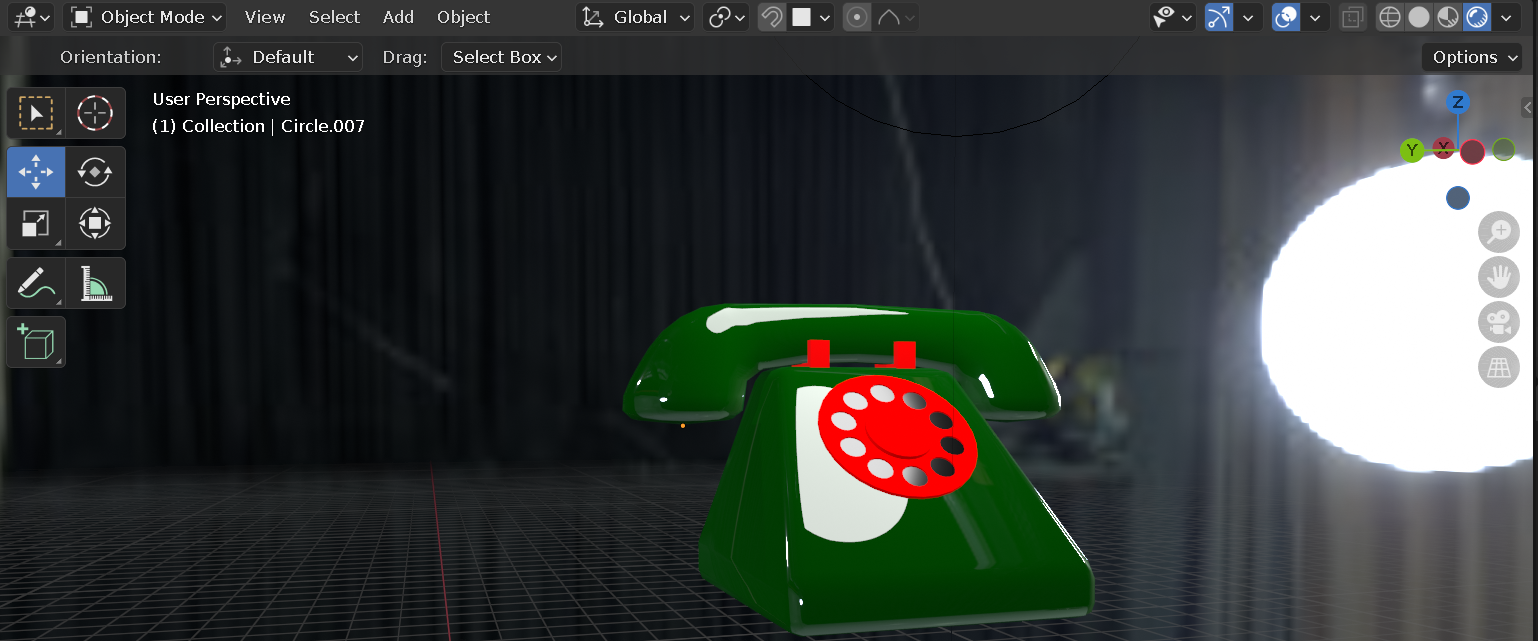 Object Mode View Select Add Object Global
Orientation: Default Drag: Select Box Options
User Perspective
(1) Collection | Circle.007
Z
Y X